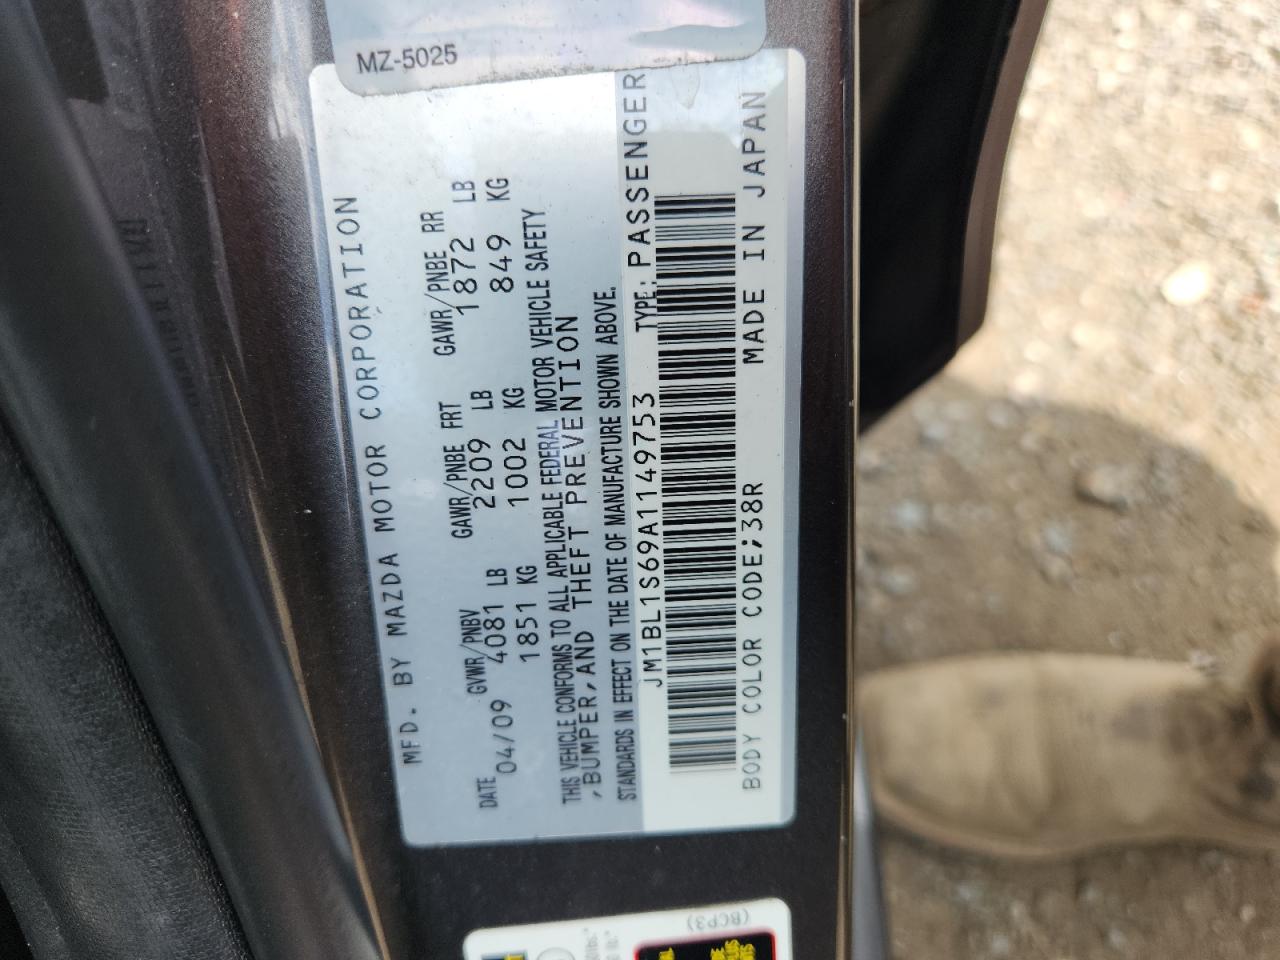 MZ-5025
MFD. BY MAZDA MOTOR CORPORATION
DATE GVWR/PNBV GAWR/PNBE FRT GAWR/PNBE RR
04/09 4081 LB 2209 LB 1872 LB
1851 KG 1002 KG 849 KG
THIS VEHICLE CONFORMS TO ALL APPLICABLE FEDERAL MOTOR VEHICLE SAFETY
,BUMPER,AND THEFT PREVENTION
STANDARDS IN EFFECT ON THE DATE OF MANUFACTURE SHOWN ABOVE.
JM1BL1S69A1149753 TYPE: PASSENGER
BODY COLOR CODE;38R MADE IN JAPAN
(BCP3)